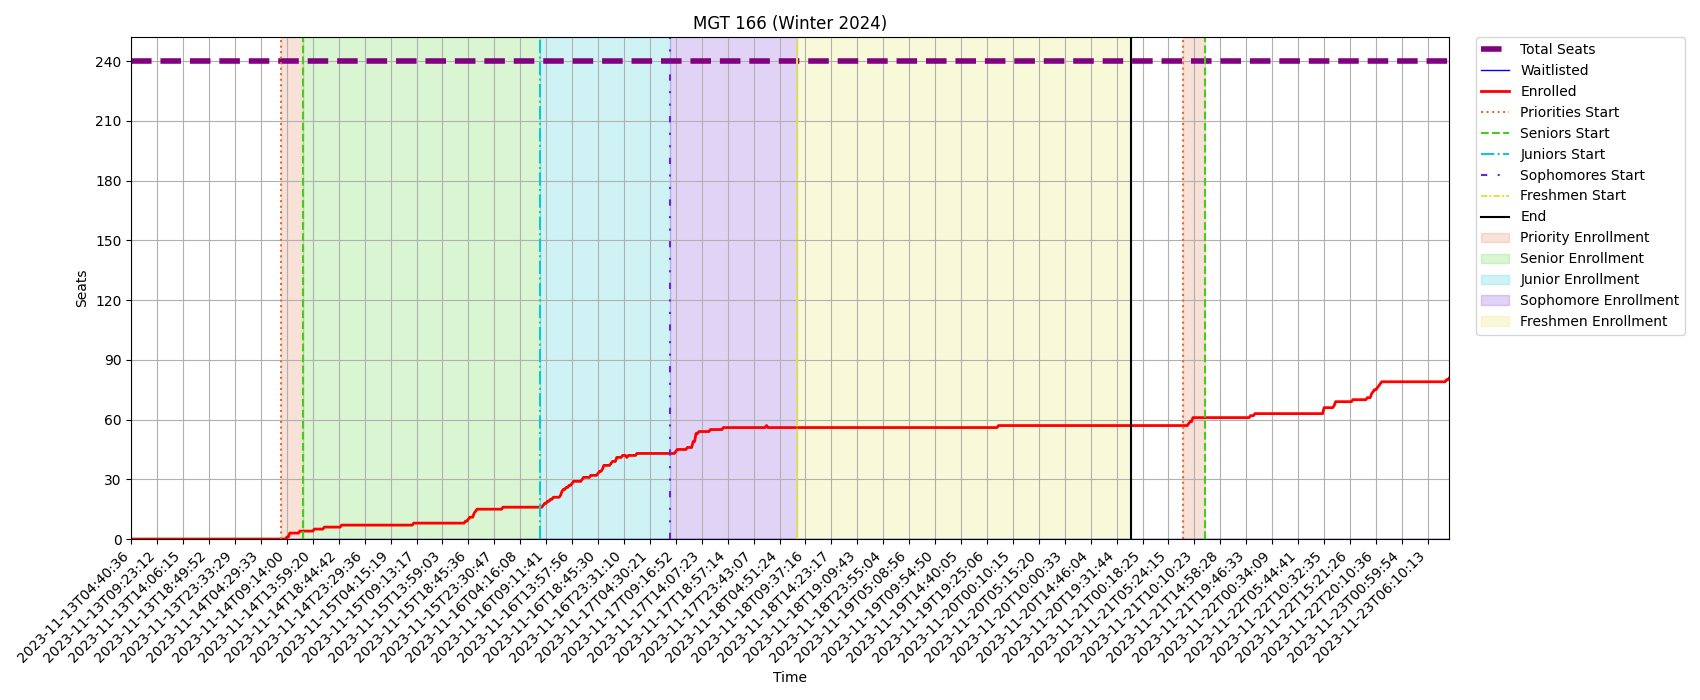 MGT 166 (Winter 2024)
Seats
240
210
180
150
120
90
60
30
0
2023-11-13T04:40:36
2023-11-13T09:23:12
2023-11-13T14:06:15
2023-11-13T18:49:52
2023-11-13T23:33:29
2023-11-14T04:29:33
2023-11-14T09:14:00
2023-11-14T13:59:20
2023-11-14T18:44:42
2023-11-14T23:29:36
2023-11-15T04:15:19
2023-11-15T09:13:17
2023-11-15T13:59:03
2023-11-15T18:45:36
2023-11-15T23:30:47
2023-11-16T04:16:08
2023-11-16T09:11:41
2023-11-16T13:57:56
2023-11-16T18:45:30
2023-11-16T23:31:10
2023-11-17T04:30:21
2023-11-17T09:16:52
2023-11-17T14:07:23
2023-11-17T18:57:14
2023-11-17T23:43:07
2023-11-18T04:51:24
2023-11-18T09:37:16
2023-11-18T14:23:17
2023-11-18T19:09:43
2023-11-18T23:55:04
2023-11-19T05:08:56
2023-11-19T09:54:50
2023-11-19T14:40:05
2023-11-19T19:25:06
2023-11-20T00:10:15
2023-11-20T05:15:20
2023-11-20T10:00:33
2023-11-20T14:46:04
2023-11-20T19:31:44
2023-11-21T00:18:25
2023-11-21T05:24:15
2023-11-21T10:10:23
2023-11-21T14:58:28
2023-11-21T19:46:33
2023-11-22T00:34:09
2023-11-22T05:44:41
2023-11-22T10:32:35
2023-11-22T15:21:26
2023-11-22T20:10:36
2023-11-23T00:59:54
2023-11-23T06:10:13
Time
Total Seats
Waitlisted
Enrolled
Priorities Start
Seniors Start
Juniors Start
Sophomores Start
Freshmen Start
End
Priority Enrollment
Senior Enrollment
Junior Enrollment
Sophomore Enrollment
Freshmen Enrollment